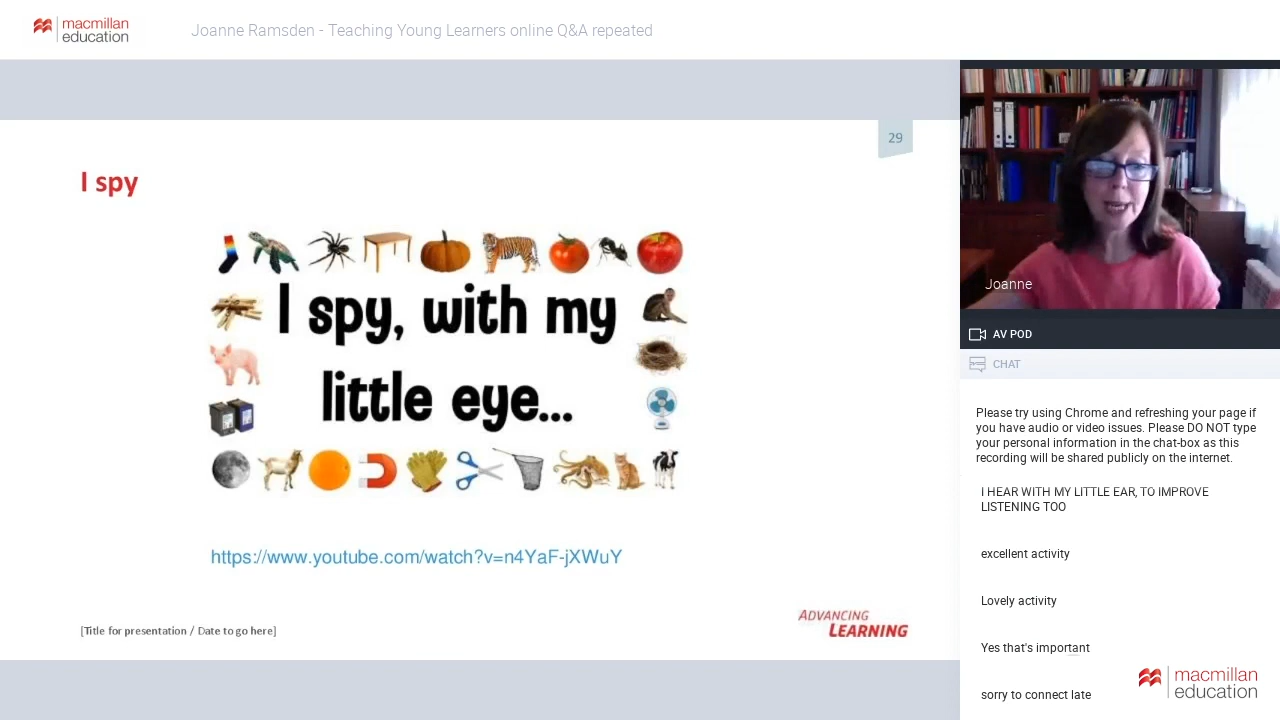 macmillan
education
Joanne Ramsden - Teaching Young Learners online Q&A repeated
29
I spy
I spy, with my
little eye...
https://www.youtube.com/watch?v=n4YaF-jXWuY
[Title for presentation / Date to go here]
ADVANCING
LEARNING
Joanne
AV POD
CHAT
Please try using Chrome and refreshing your page if
you have audio or video issues. Please DO NOT type
your personal information in the chat-box as this
recording will be shared publicly on the internet.
I HEAR WITH MY LITTLE EAR, TO IMPROVE
LISTENING TOO
excellent activity
Lovely activity
Yes that's important
sorry to connect late
macmillan
education